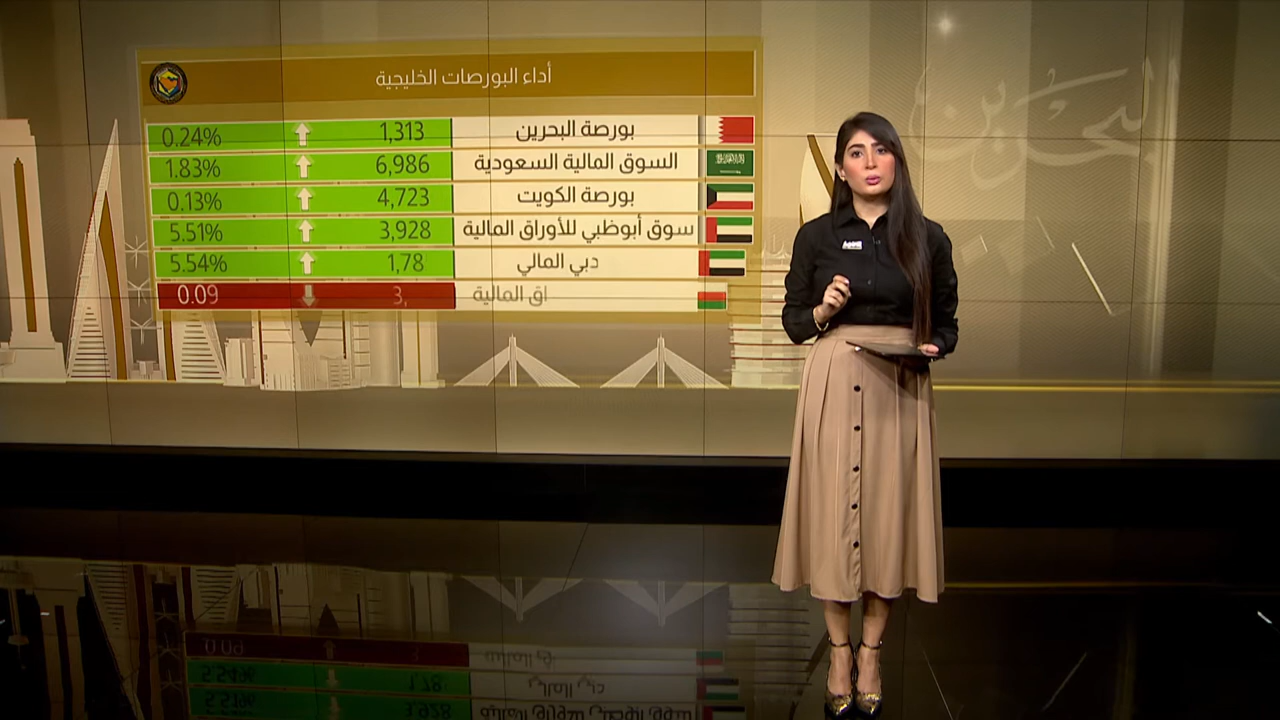 أداء البورصات الخليجية
بورصة البحرين 1,313 0.24%
السوق المالية السعودية 6,986 1.83%
بورصة الكويت 4,723 0.13%
سوق أبوظبي للأوراق المالية 3,928 5.51%
دبي المالي 1,78
5.54%
اق المالية 3, 0.09
البحرين